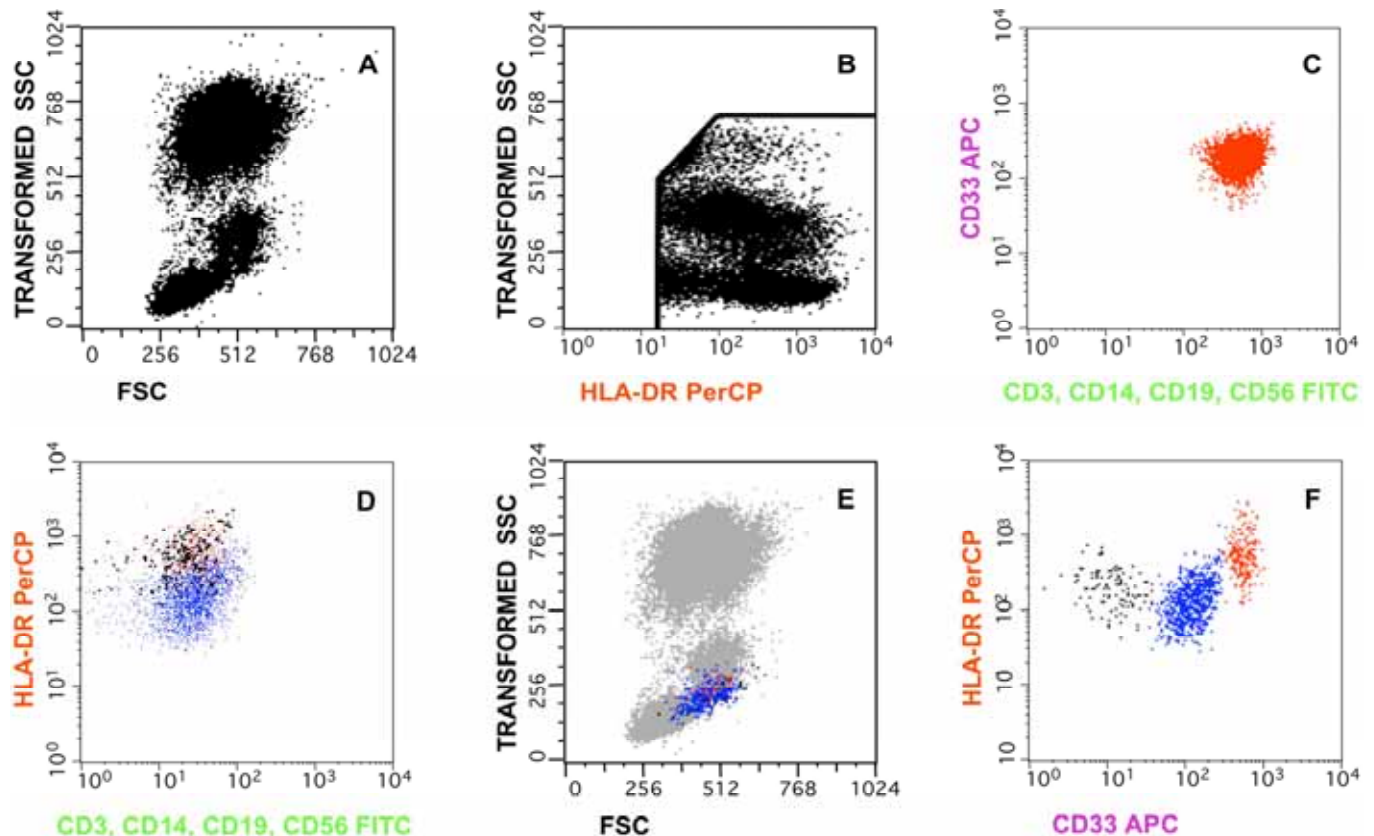 A
TRANSFORMED SSC
1024
768
512
256
0
0 256 512 768 1024
FSC
B
TRANSFORMED SSC
1024
768
512
256
0
10⁰ 10¹ 10² 10³ 10⁴
HLA-DR PerCP
C
CD33 APC
10⁴
10³
10²
10¹
10⁰
10⁰ 10¹ 10² 10³ 10⁴
CD3, CD14, CD19, CD56 FITC
D
HLA-DR PerCP
10⁴
10³
10²
10¹
10⁰
10⁰ 10¹ 10² 10³ 10⁴
CD3, CD14, CD19, CD56 FITC
E
TRANSFORMED SSC
1024
768
512
256
0
0 256 512 768 1024
FSC
F
HLA-DR PerCP
10⁴
10³
10²
10
10
10⁰ 10¹ 10² 10³ 10⁴
CD33 APC